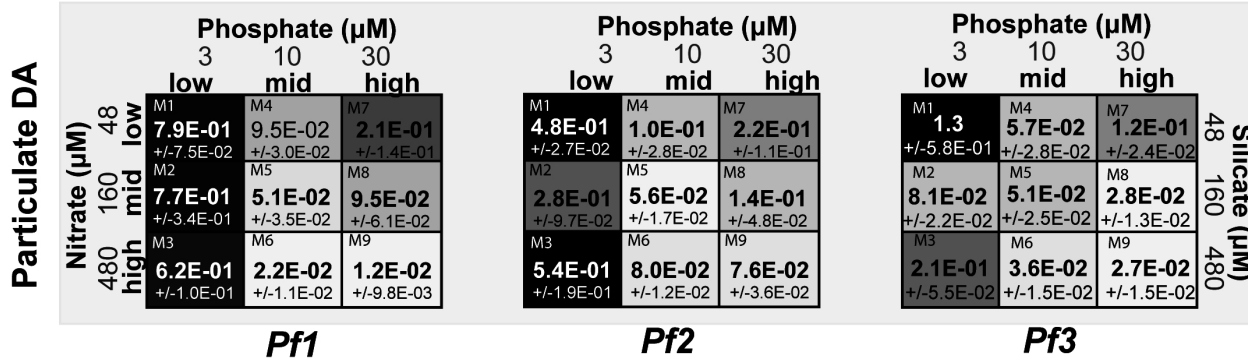 Particulate DA
Phosphate (µM) Phosphate (µM) Phosphate (µM)
3 10 30 3 10 30 3 10 30
low mid high low mid high low mid high
Nitrate (µM)
48 low
160 mid
480 high
M1 M4 M7
7.9E-01 9.5E-02 2.1E-01
+/-7.5E-02 +/-3.0E-02 +/-1.4E-01
M2 M5 M8
7.7E-01 5.1E-02 9.5E-02
+/-3.4E-01 +/-3.5E-02 +/-6.1E-02
M3 M6 M9
6.2E-01 2.2E-02 1.2E-02
+/-1.0E-01 +/-1.1E-02 +/-9.8E-03
Pf1
M1 M4 M7
4.8E-01 1.0E-01 2.2E-01
+/-2.7E-02 +/-2.8E-02 +/-1.1E-01
M2 M5 M8
2.8E-01 5.6E-02 1.4E-01
+/-9.7E-02 +/-1.7E-02 +/-4.8E-02
M3 M6 M9
5.4E-01 8.0E-02 7.6E-02
+/-1.9E-01 +/-1.2E-02 +/-3.6E-02
Pf2
M1 M4 M7
1.3 5.7E-02 1.2E-01
+/-5.8E-01 +/-2.8E-02 +/-2.4E-02
M2 M5 M8
8.1E-02 5.1E-02 2.8E-02
+/-2.2E-02 +/-2.5E-02 +/-1.3E-02
M3 M6 M9
2.1E-01 3.6E-02 2.7E-02
+/-5.5E-02 +/-1.5E-02 +/-1.5E-02
Pf3
48 160 480
Silicate (µM)